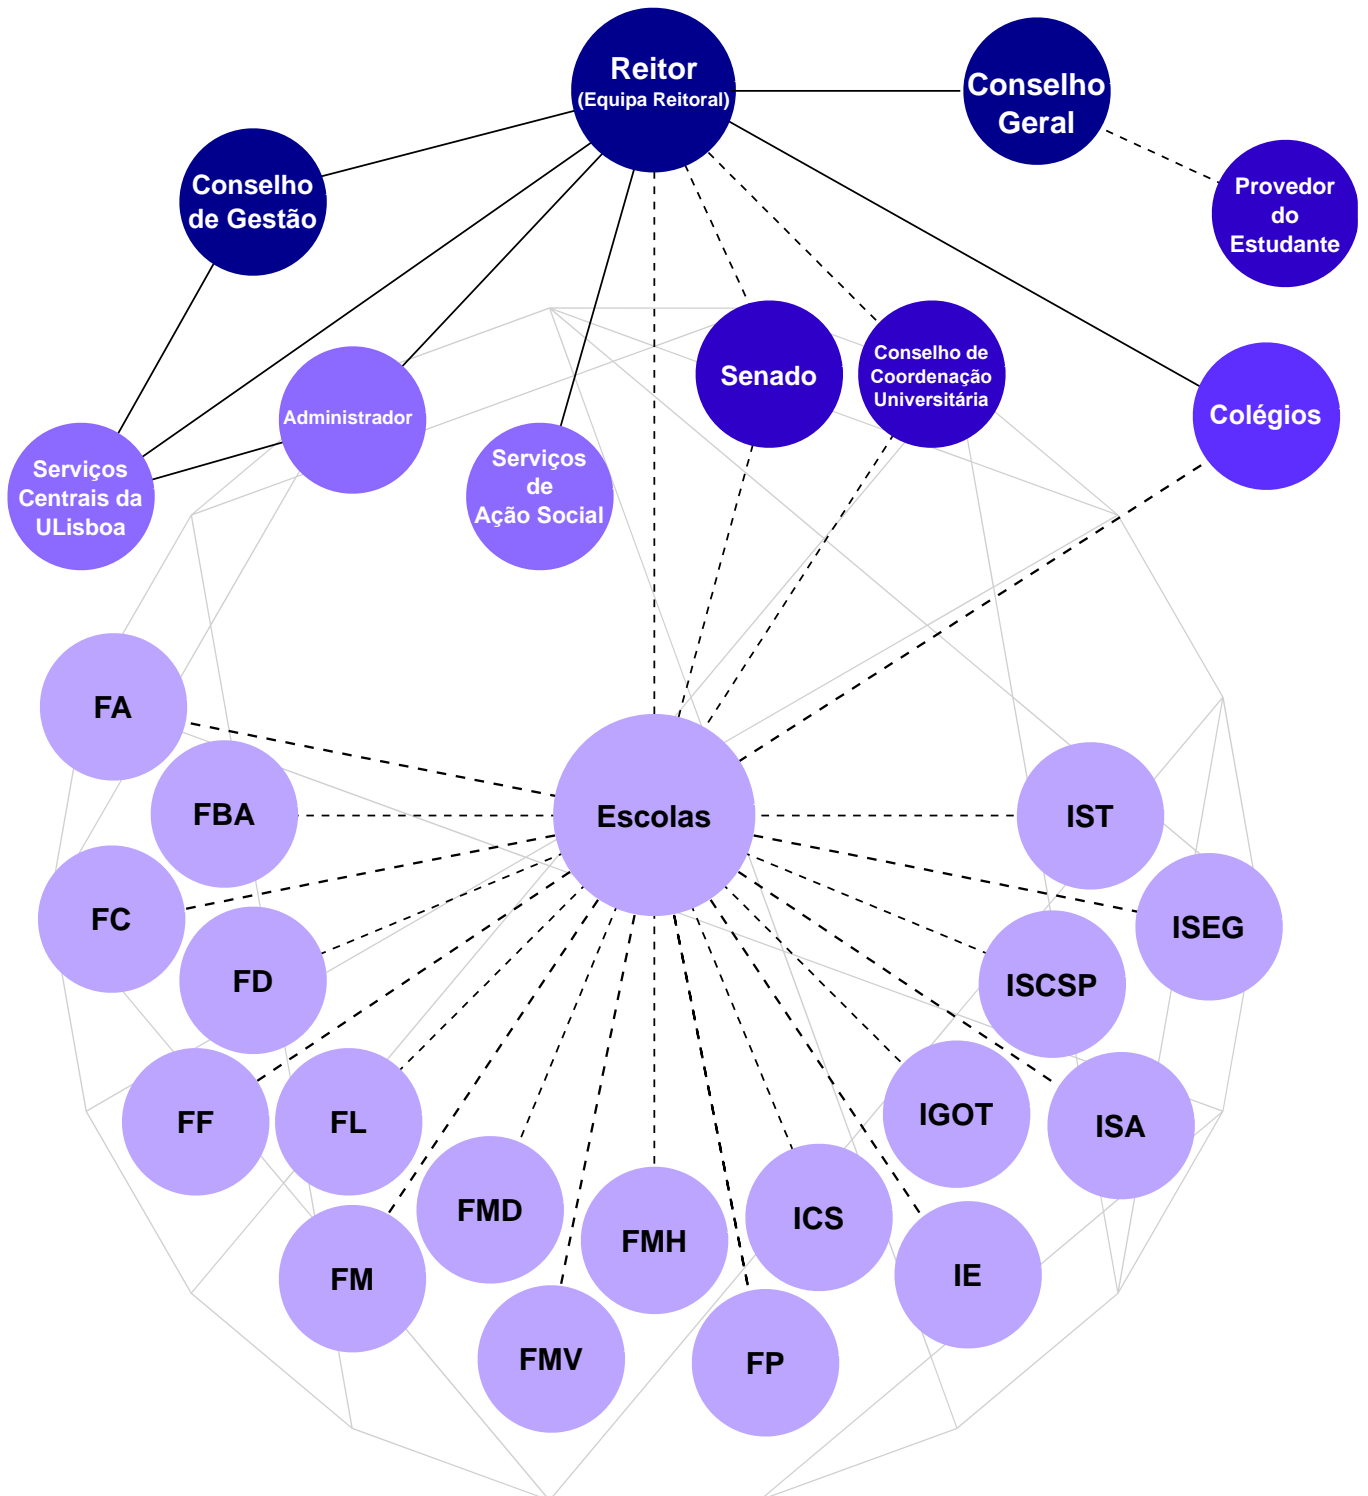 Reitor
(Equipa Reitoral)
Conselho
Geral
Provedor
do
Estudante
Conselho
de Gestão
Senado
Conselho de
Coordenação
Universitária
Colégios
Administrador
Serviços
Centrais da
ULisboa
Serviços
de
Ação Social
FA
FBA
Escolas
IST
FC
ISEG
FD
ISCSP
FF
FL
IGOT
ISA
FMD
FMH
ICS
FM
IE
FMV
FP